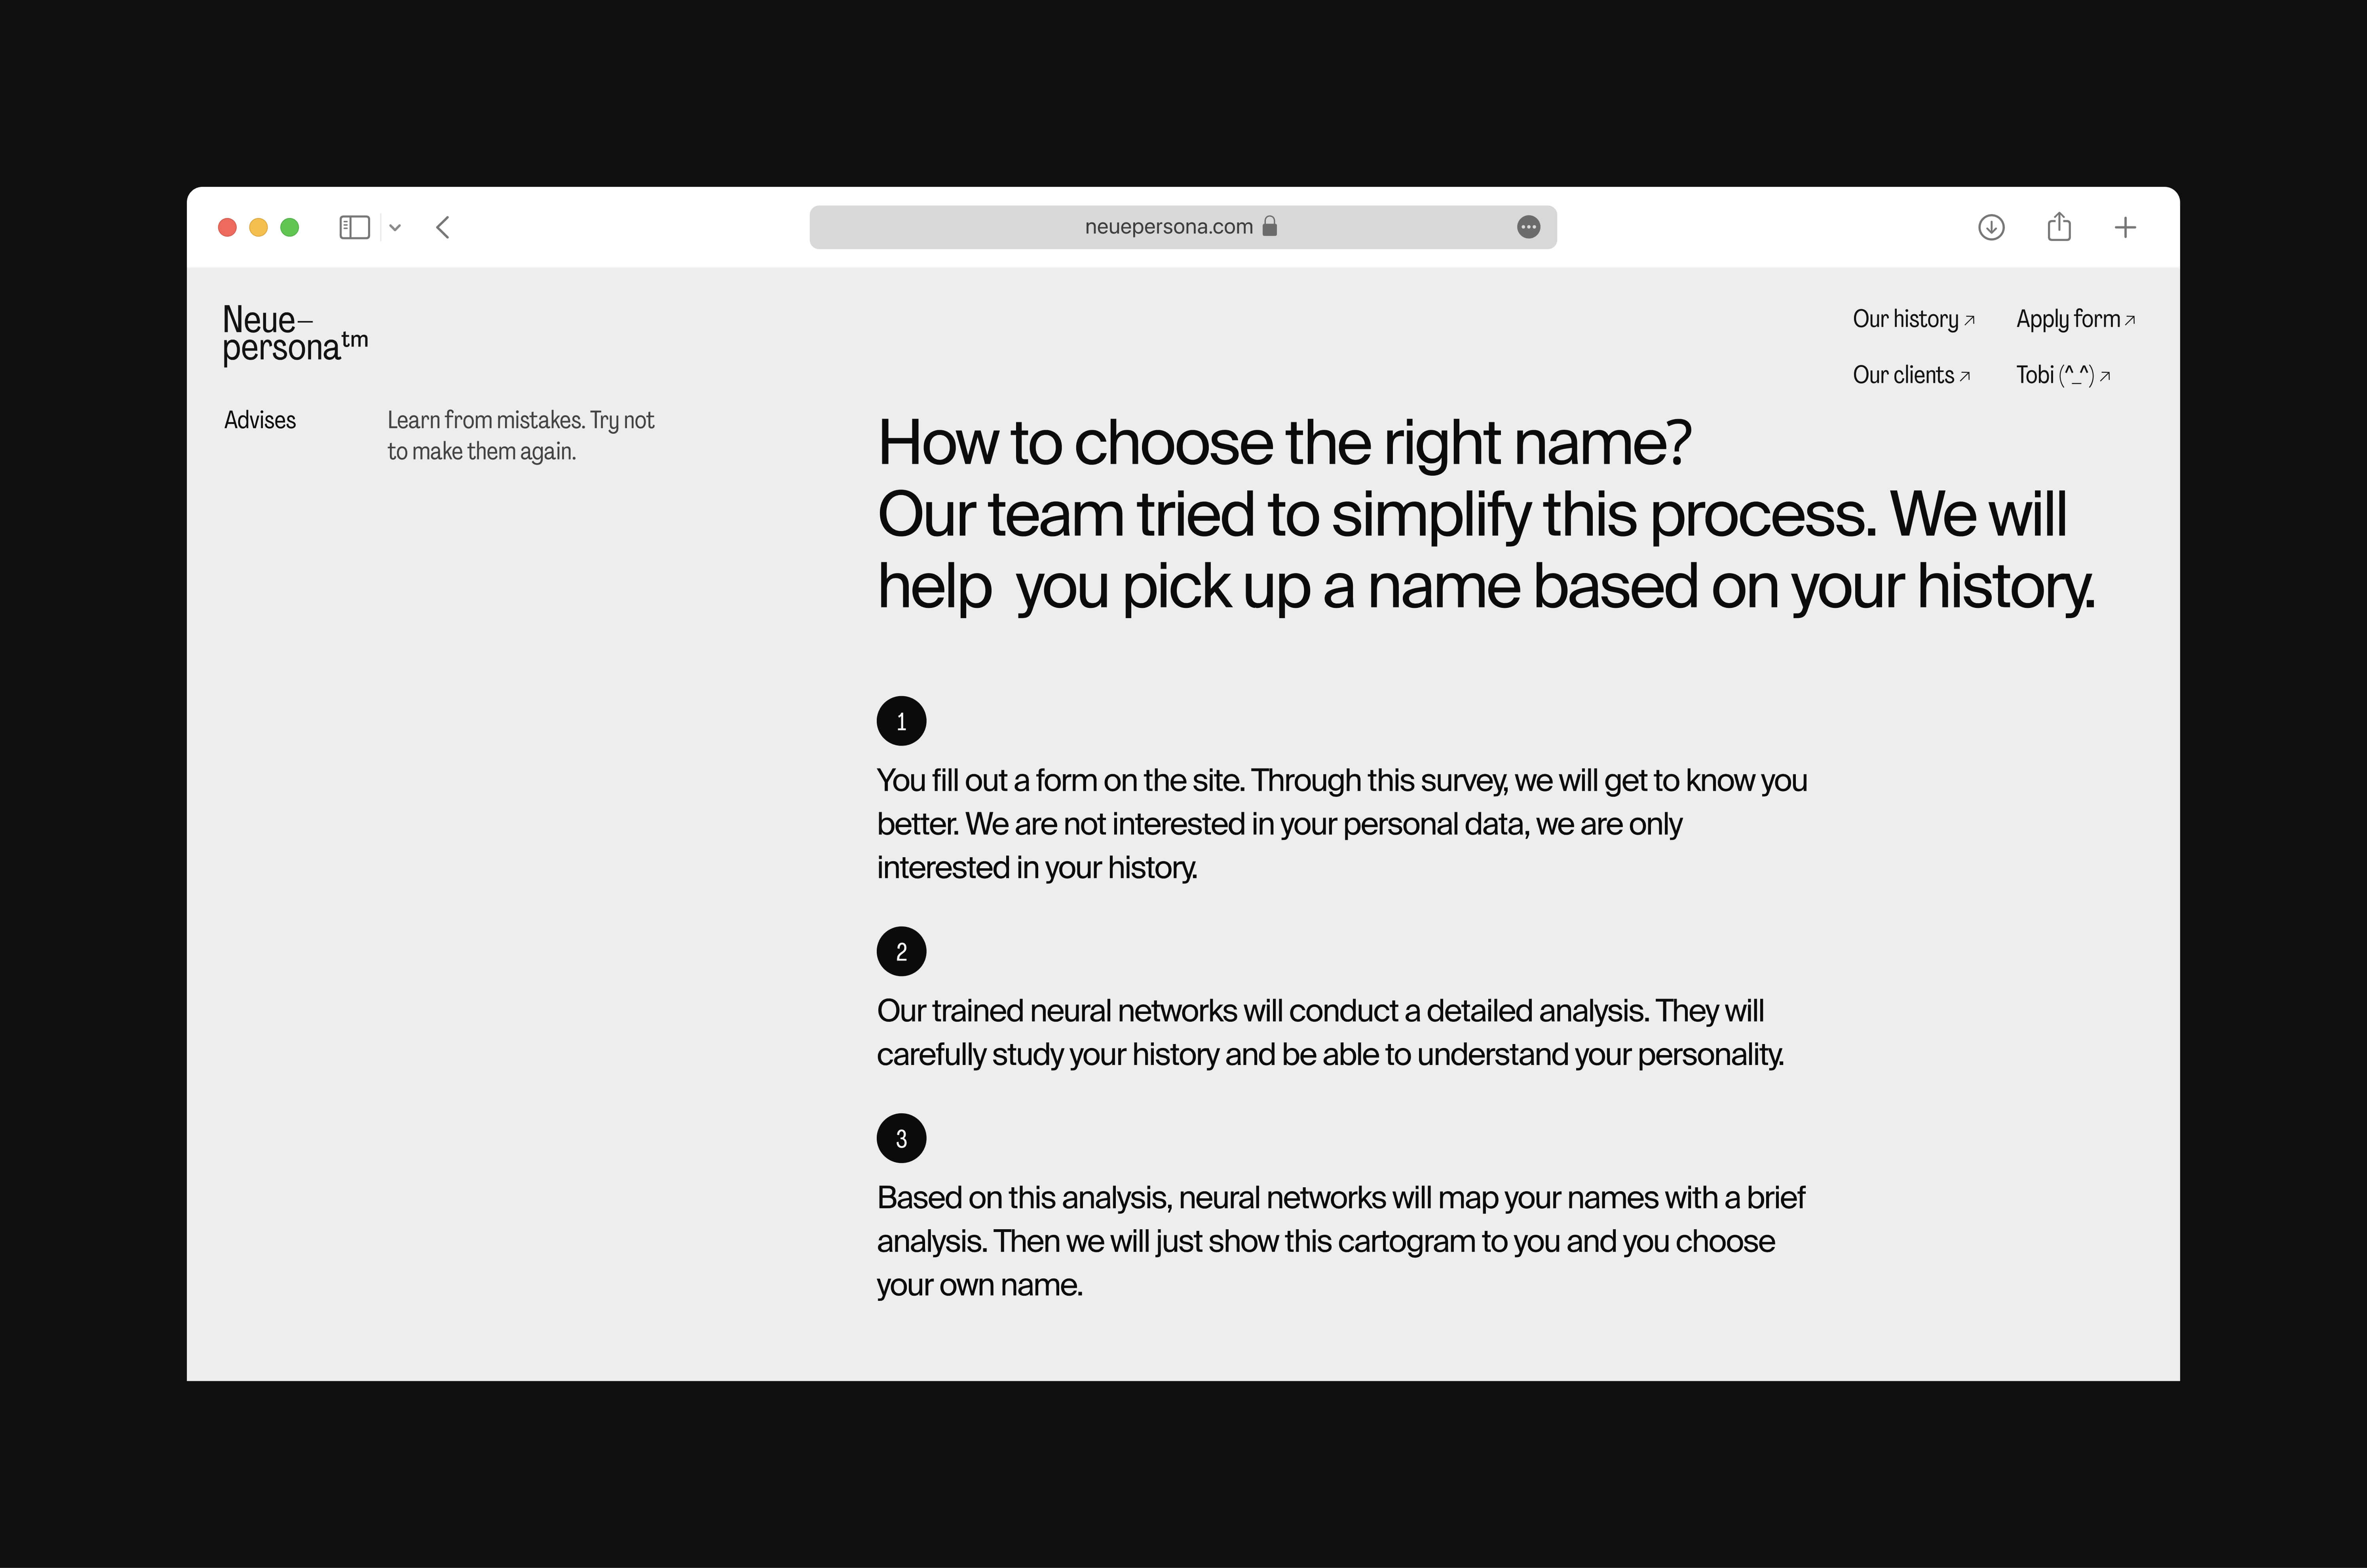 neuepersona.com
Neue–
persona™
Our history ↗
Apply form ↗
Our clients ↗
Tobi (^_^) ↗
Advises
Learn from mistakes. Try not
to make them again.
How to choose the right name?
Our team tried to simplify this process. We will
help  you pick up a name based on your history.
1
You fill out a form on the site. Through this survey, we will get to know you
better. We are not interested in your personal data, we are only
interested in your history.
2
Our trained neural networks will conduct a detailed analysis. They will
carefully study your history and be able to understand your personality.
3
Based on this analysis, neural networks will map your names with a brief
analysis. Then we will just show this cartogram to you and you choose
your own name.